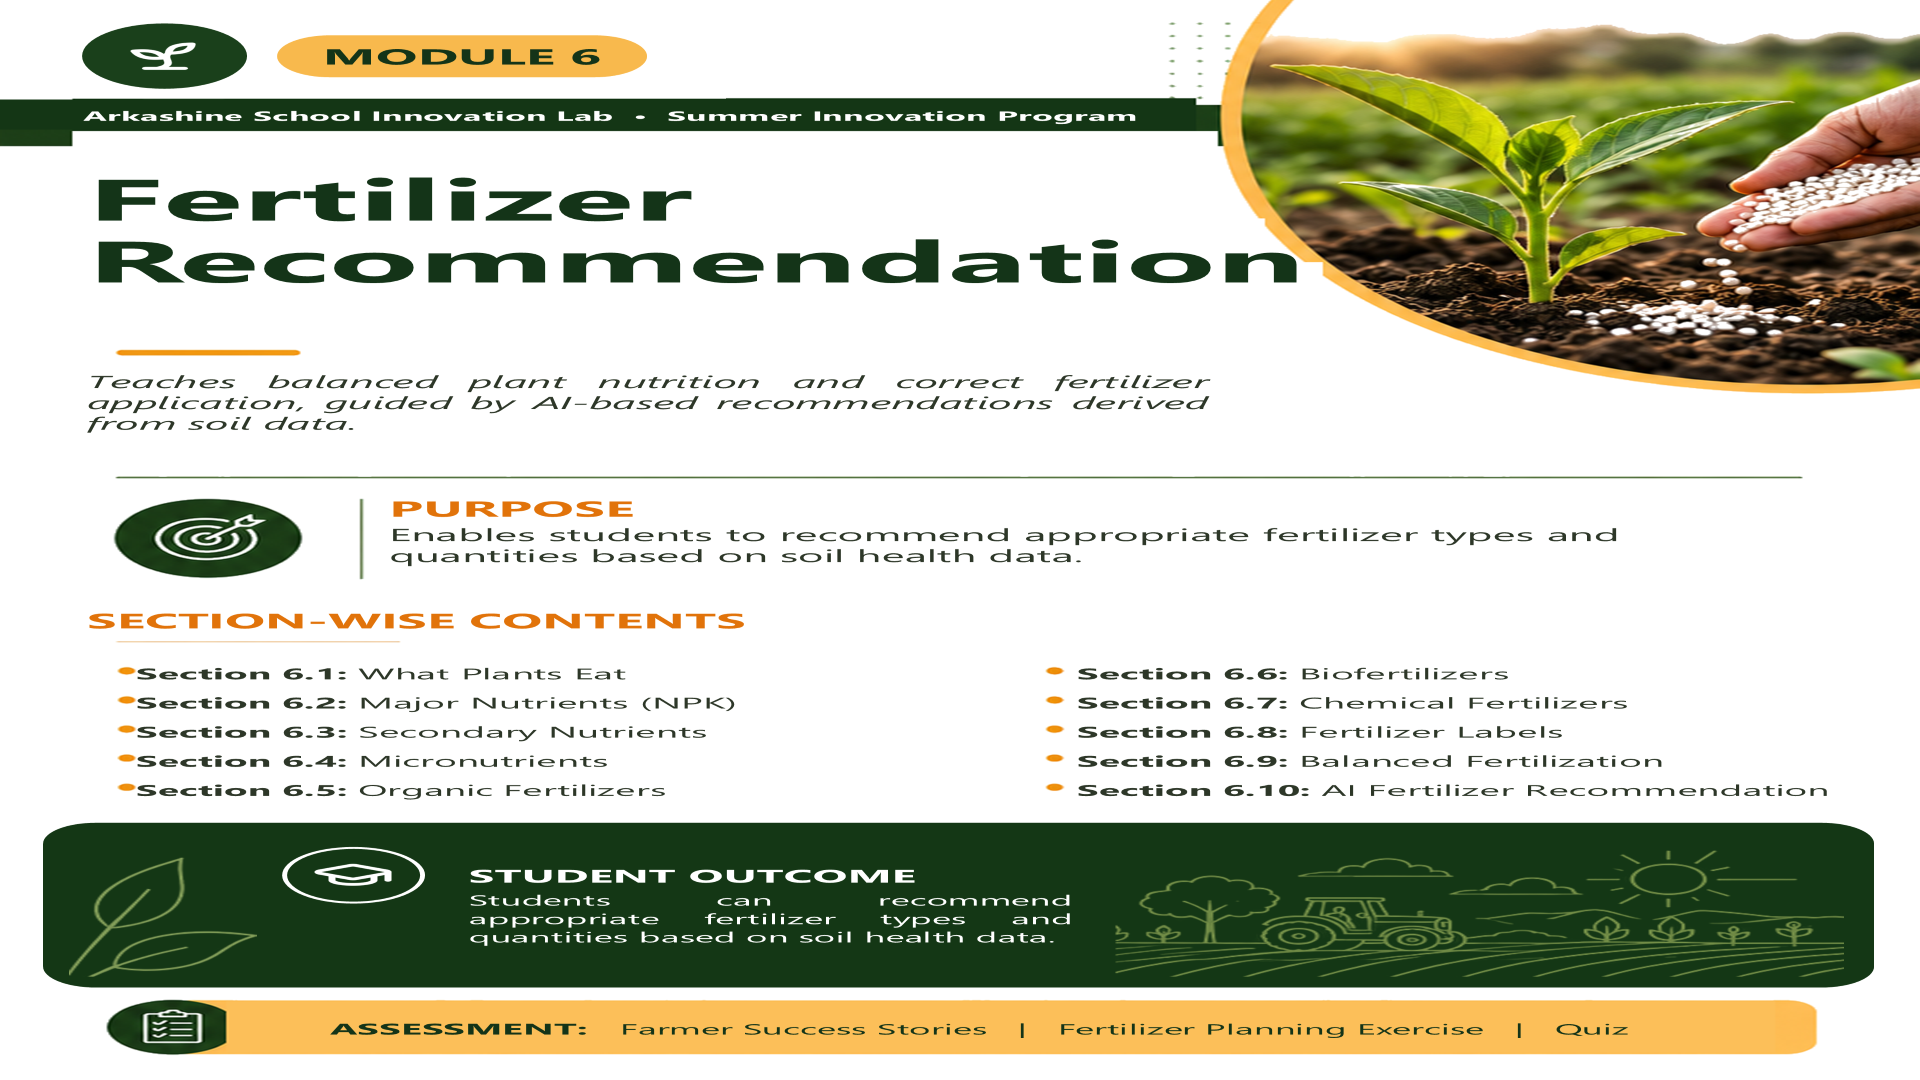 MODULE 6
Arkashine School Innovation Lab • Summer Innovation Program
Fertilizer
Recommendation
Teaches balanced plant nutrition and correct fertilizer
application, guided by AI-based recommendations derived
from soil data.
PURPOSE
Enables students to recommend appropriate fertilizer types and
quantities based on soil health data.
SECTION-WISE CONTENTS
Section 6.1: What Plants Eat
Section 6.2: Major Nutrients (NPK)
Section 6.3: Secondary Nutrients
Section 6.4: Micronutrients
Section 6.5: Organic Fertilizers
Section 6.6: Biofertilizers
Section 6.7: Chemical Fertilizers
Section 6.8: Fertilizer Labels
Section 6.9: Balanced Fertilization
Section 6.10: AI Fertilizer Recommendation
STUDENT OUTCOME
Students can recommend
appropriate fertilizer types and
quantities based on soil health data.
ASSESSMENT: Farmer Success Stories | Fertilizer Planning Exercise | Quiz